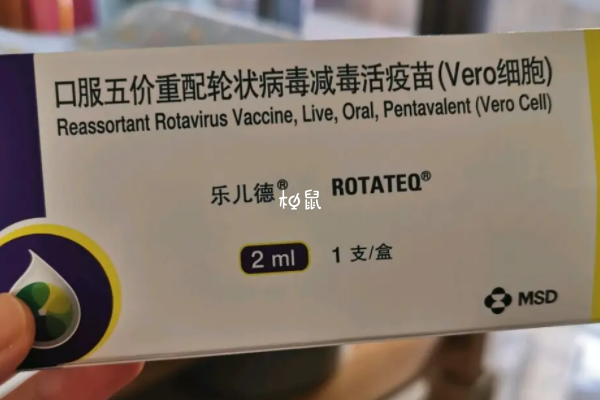 口服五价重配轮状病毒减毒活疫苗(Vero细胞)
Reassortant Rotavirus Vaccine, Live, Oral, Pentavalent (Vero Cell)
乐儿德® ROTATEQ®
2 ml 1 支/盒
MSD